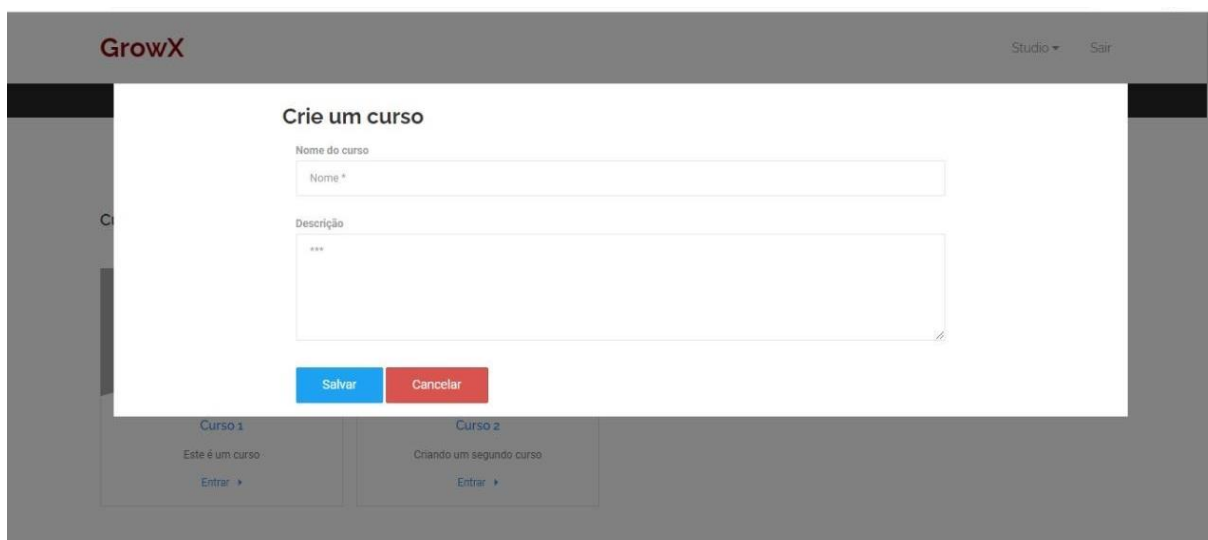 GrowX
Studio
Sair
Crie um curso
Nome do curso
Nome *
Descrição
***
Salvar
Cancelar
Curso 1
Curso 2
Este é um curso
Criando um segundo curso
Entrar
Entrar